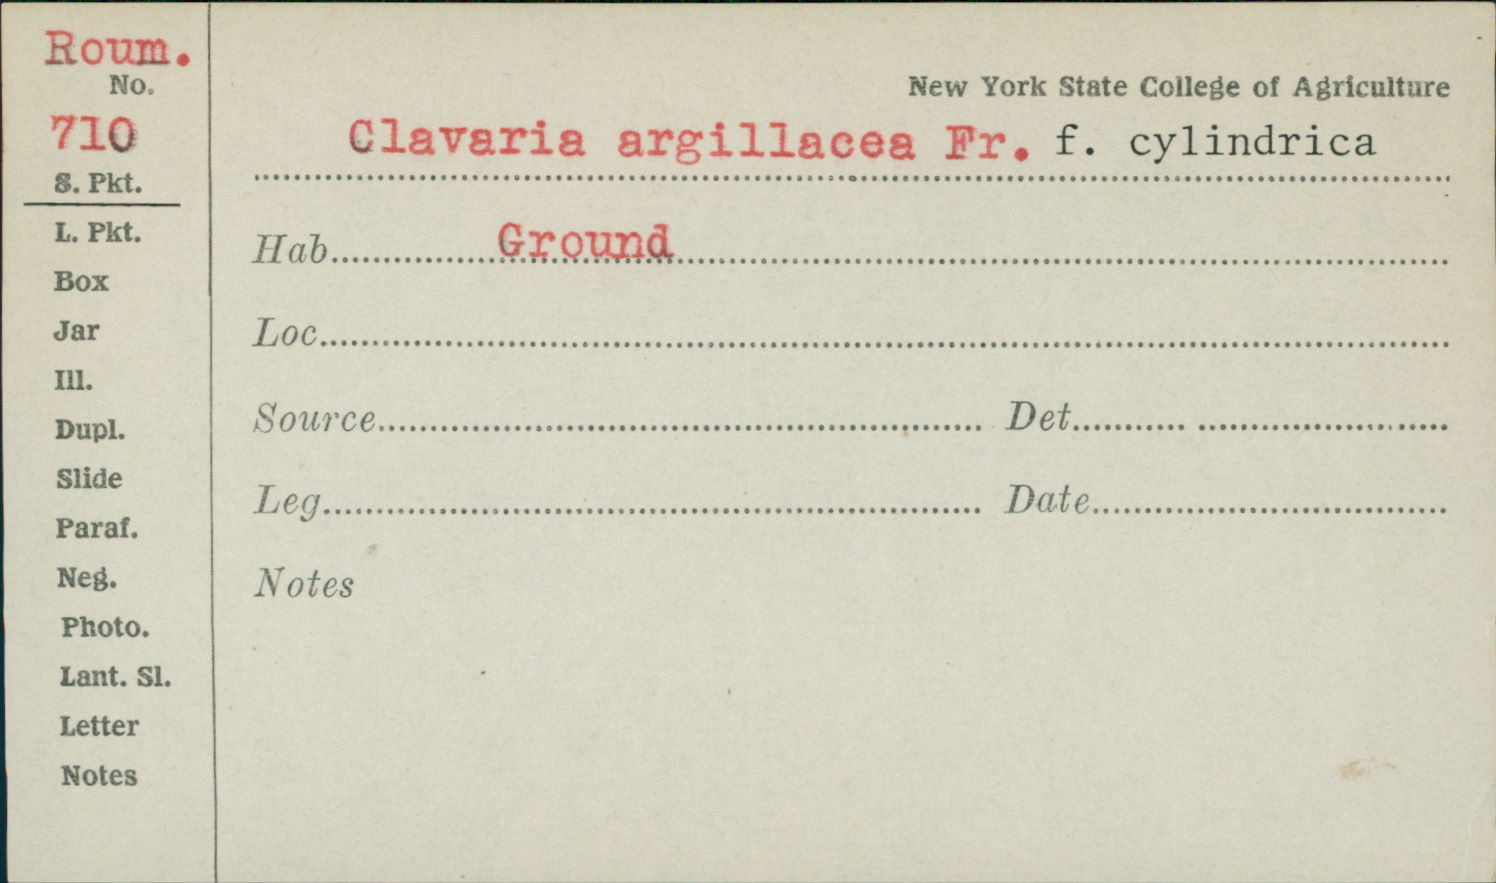 Roum.
No.
710
S. Pkt.
L. Pkt.
Box
Jar
Ill.
Dupl.
Slide
Paraf.
Neg.
Photo.
Lant. Sl.
Letter
Notes
New York State College of Agriculture
Clavaria argillacea Fr. f. cylindrica
Hab. Ground
Loc.
Source Det.
Leg. Date
Notes